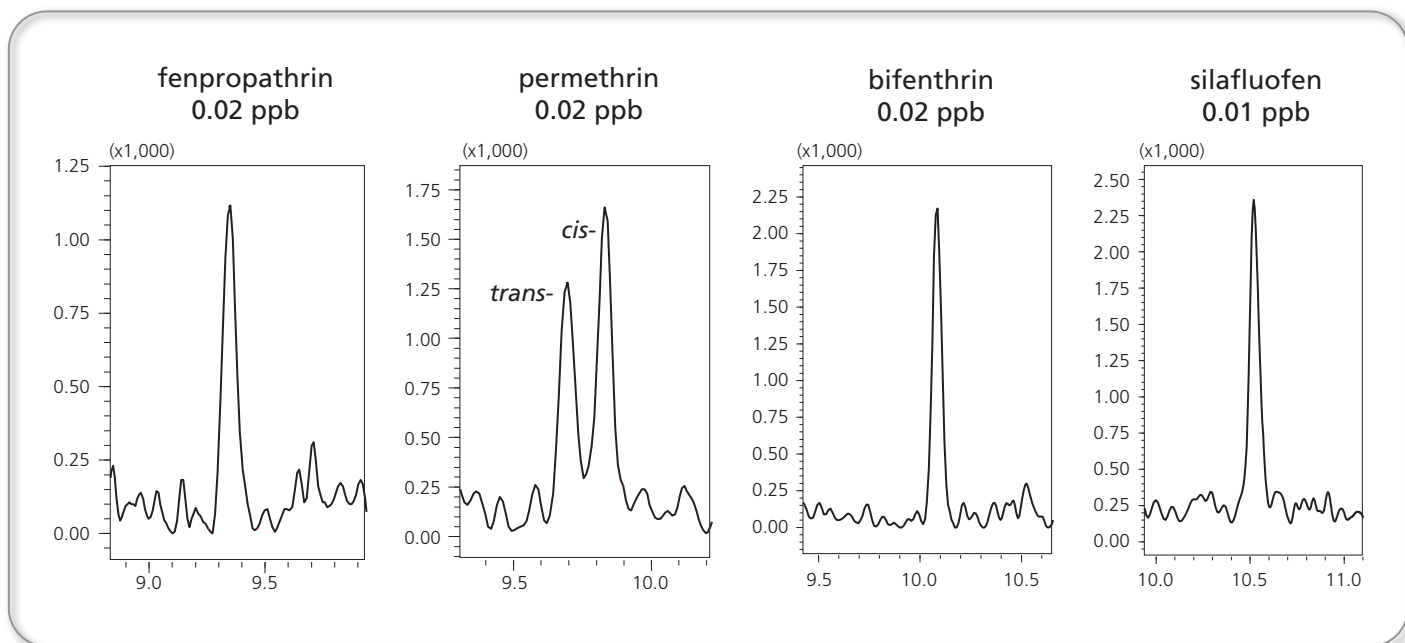 fenpropathrin
0.02 ppb
(x1,000)
1.25
1.00
0.75
0.50
0.25
0.00
9.0 9.5
permethrin
0.02 ppb
(x1,000)
1.75
1.50
1.25
1.00
0.75
0.50
0.25
0.00
cis-
trans-
9.5 10.0
bifenthrin
0.02 ppb
(x1,000)
2.25
2.00
1.75
1.50
1.25
1.00
0.75
0.50
0.25
0.00
9.5 10.0 10.5
silafluofen
0.01 ppb
(x1,000)
2.50
2.25
2.00
1.75
1.50
1.25
1.00
0.75
0.50
0.25
0.00
10.0 10.5 11.0